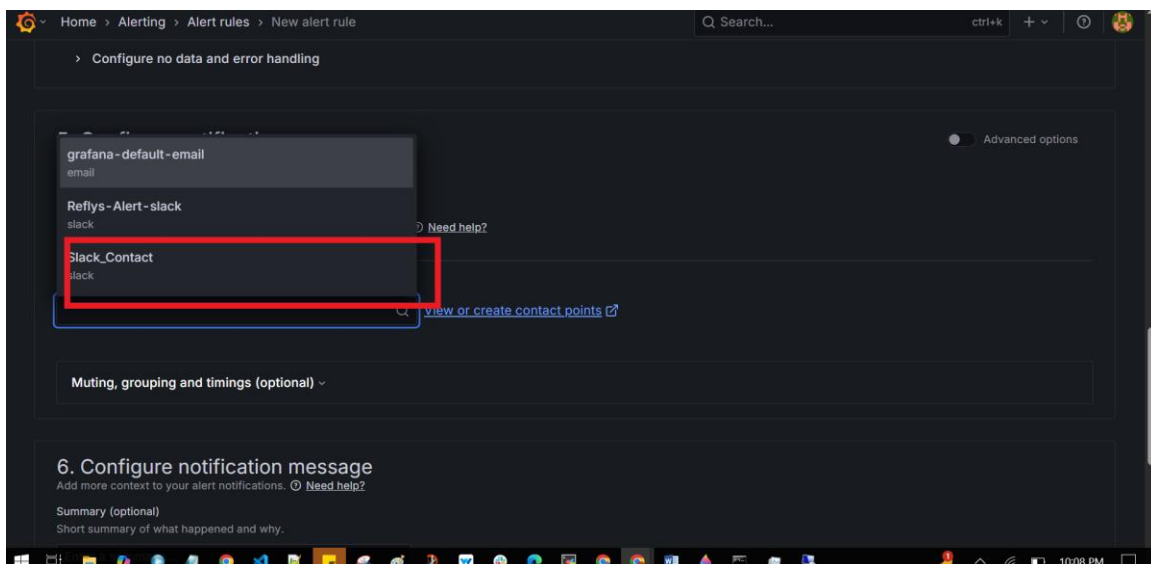 Home > Alerting > Alert rules > New alert rule
Search...
ctrl+k
> Configure no data and error handling
Advanced options
grafana-default-email
email
Reflys-Alert-slack
slack
Need help?
Slack_Contact
slack
View or create contact points
Muting, grouping and timings (optional)
6. Configure notification message
Add more context to your alert notifications. Need help?
Summary (optional)
Short summary of what happened and why.
10:08 PM